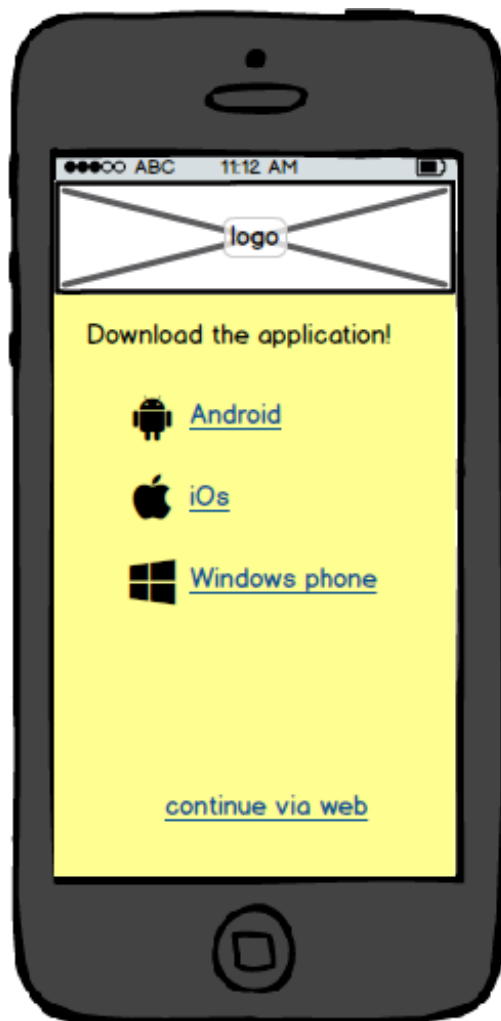 ABC 11:12 AM
logo
Download the application!
Android
iOs
Windows phone
continue via web